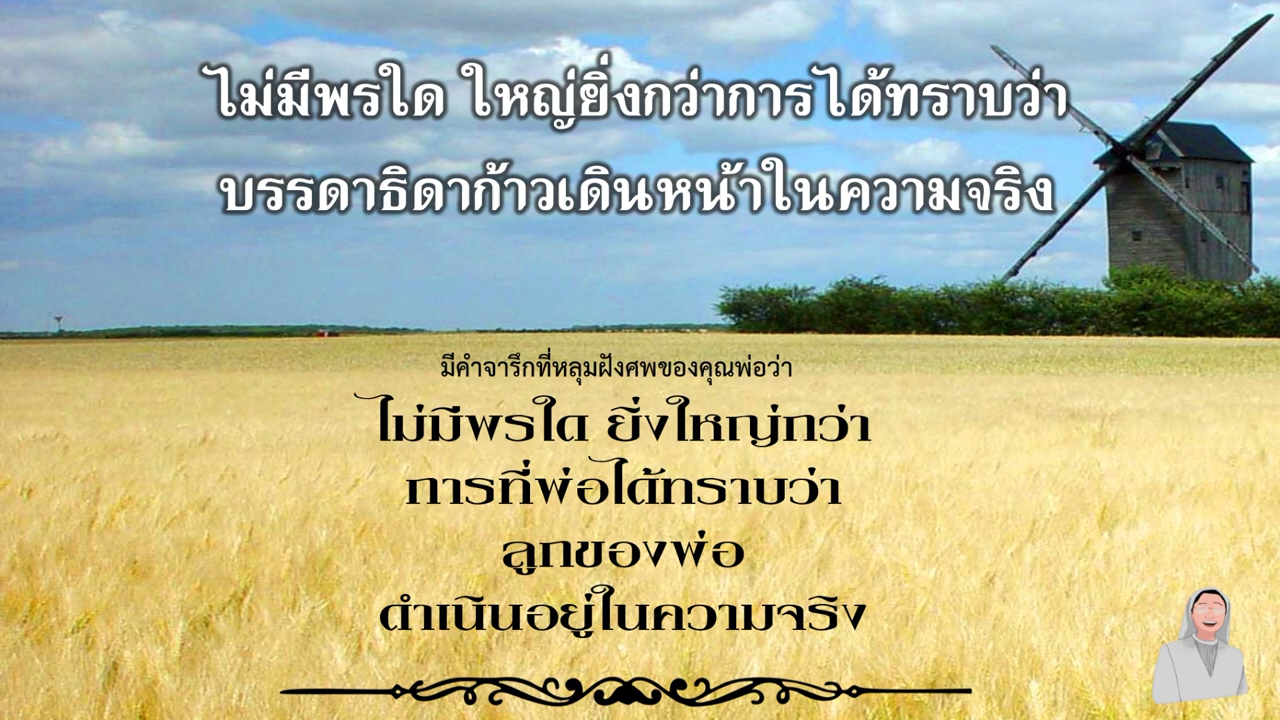 ไม่มีพรใด ใหญ่ยิ่งกว่าการได้ทราบว่า
บรรดาธิดาก้าวเดินหน้าในความจริง
มีคำจารึกที่หลุมฝังศพของคุณพ่อว่า
ไม่มีพรใด ยิ่งใหญ่กว่า
การที่พ่อได้ทราบว่า
ลูกของพ่อ
ดำเนินอยู่ในความจริง